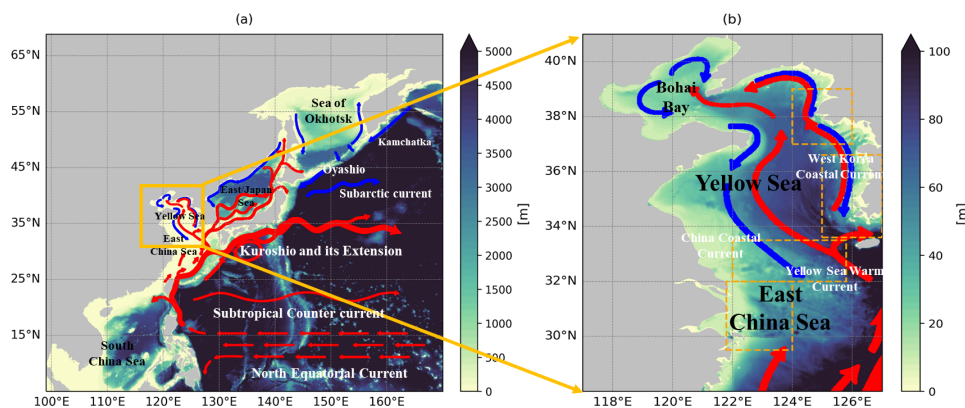 (a)
Sea of
Okhotsk
Kamchatka
Oyashio
East/Japan
Sea
Subarctic current
Yellow Sea
East
China Sea
Kuroshio and its Extension
Subtropical Counter current
South
China Sea
North Equatorial Current
55°N
45°N
35°N
25°N
15°N
100°E
120°E
130°E
140°E
150°E
160°E
5000
4500
4000
3500
3000
2500
2000
1500
1000
500
0
[m]
(b)
Bohai
Bay
West Korea
Coastal Current
Yellow Sea
China Coastal
Current
Yellow Sea Warm
Current
East
China Sea
40°N
38°N
36°N
34°N
32°N
30°N
118°E
120°E
122°E
124°E
126°E
100
80
60
40
20
0
[m]